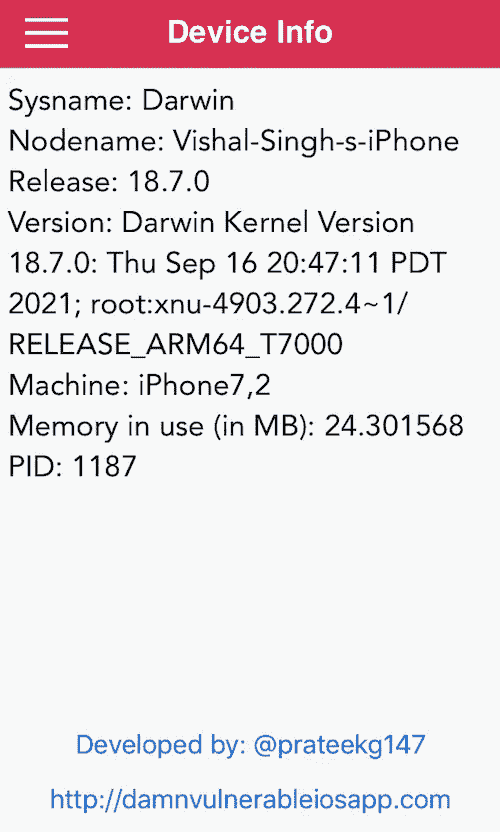 Device Info
Sysname: Darwin
Nodename: Vishal-Singh-s-iPhone
Release: 18.7.0
Version: Darwin Kernel Version
18.7.0: Thu Sep 16 20:47:11 PDT
2021; root:xnu-4903.272.4~1/
RELEASE_ARM64_T7000
Machine: iPhone7,2
Memory in use (in MB): 24.301568
PID: 1187
Developed by: @prateekg147
http://damnvulnerableiosapp.com